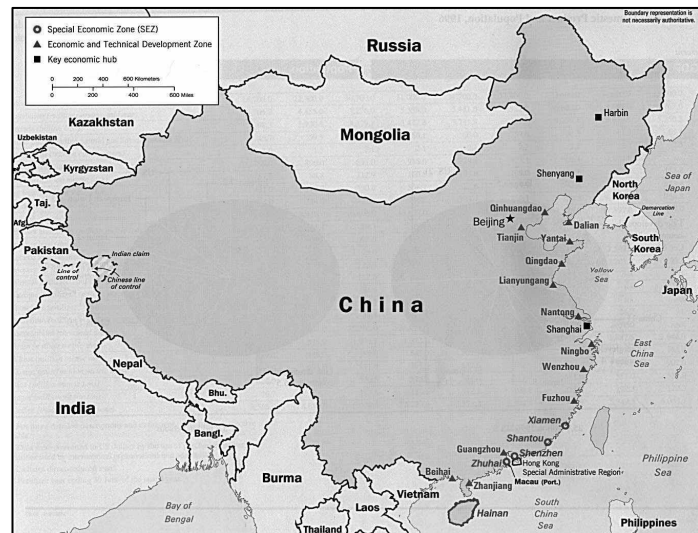 Boundary representation is
not necessarily authoritative.
Special Economic Zone (SEZ)
Economic and Technical Development Zone
Key economic hub
0 200 400 600 Kilometers
0 200 400 600 Miles
Russia
Kazakhstan
Mongolia
Harbin
Uzbekistan
Kyrgyzstan
Shenyang
Sea of
Japan
North
Korea
Taj.
Qinhuangdao
Demarcation
Line
Beijing
Dalian
Afg.
Tianjin
Yantai
South
Korea
Pakistan
Indian claim
Line of
control
Chinese line
of control
Qingdao
Yellow
Sea
Lianyungang
Japan
China
Nantong
Shanghai
East
China
Sea
Nepal
Ningbo
Bhu.
Wenzhou
India
Fuzhou
Bangl.
Xiamen
Shantou
Guangzhou
Shenzhen
Zhuhai
Hong Kong
Special Administrative Region
Macau (Port.)
Philippine
Sea
Burma
Beihai
Zhanjiang
Vietnam
Laos
Hainan
Bay of
Bengal
South
China
Sea
Thailand
Philippines